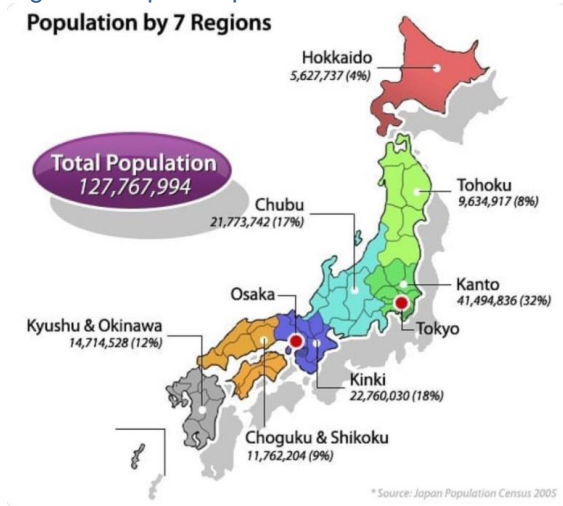 Population by 7 Regions
Hokkaido
5,627,737 (4%)
Total Population
127,767,994
Tohoku
9,634,917 (8%)
Chubu
21,773,742 (17%)
Kanto
41,494,836 (32%)
Osaka
Tokyo
Kyushu & Okinawa
14,714,528 (12%)
Kinki
22,760,030 (18%)
Choguku & Shikoku
11,762,204 (9%)
* Source: Japan Population Census 2005